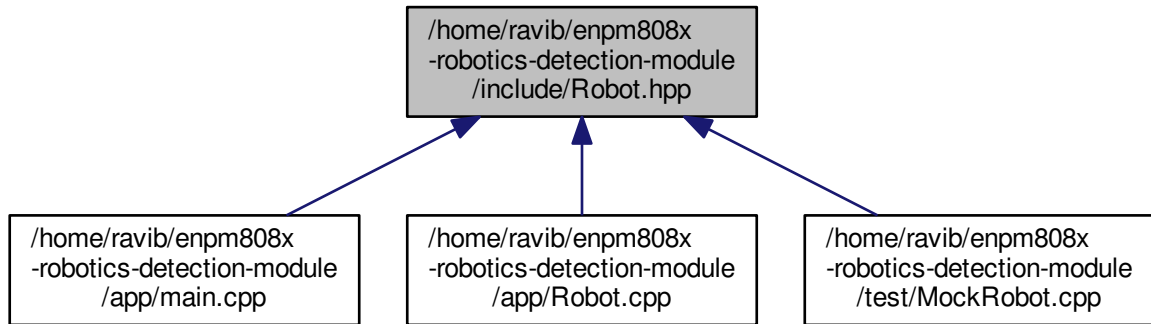 /home/ravib/enpm808x
-robotics-detection-module
/include/Robot.hpp
/home/ravib/enpm808x
-robotics-detection-module
/app/main.cpp
/home/ravib/enpm808x
-robotics-detection-module
/app/Robot.cpp
/home/ravib/enpm808x
-robotics-detection-module
/test/MockRobot.cpp